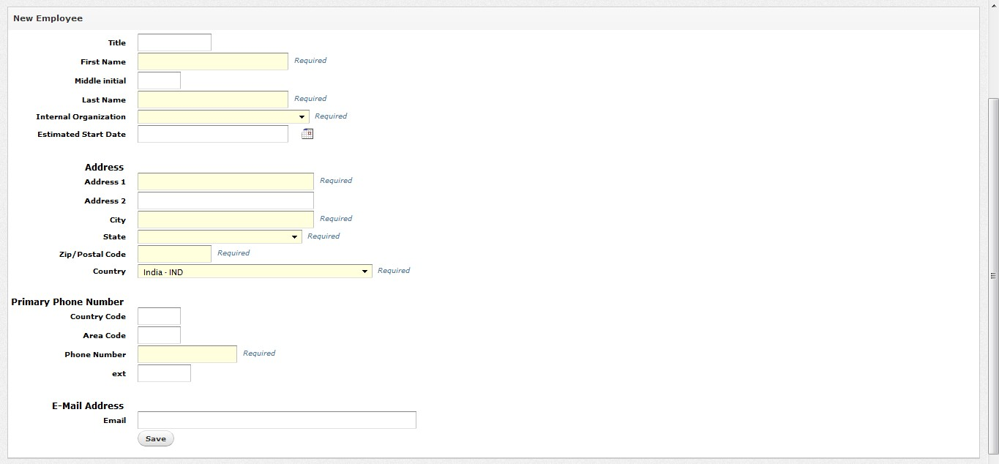 New Employee
Title
First Name Required
Middle initial
Last Name Required
Internal Organization Required
Estimated Start Date
Address
Address 1 Required
Address 2
City Required
State Required
Zip/Postal Code Required
Country India - IND Required
Primary Phone Number
Country Code
Area Code
Phone Number Required
ext
E-Mail Address
Email
Save